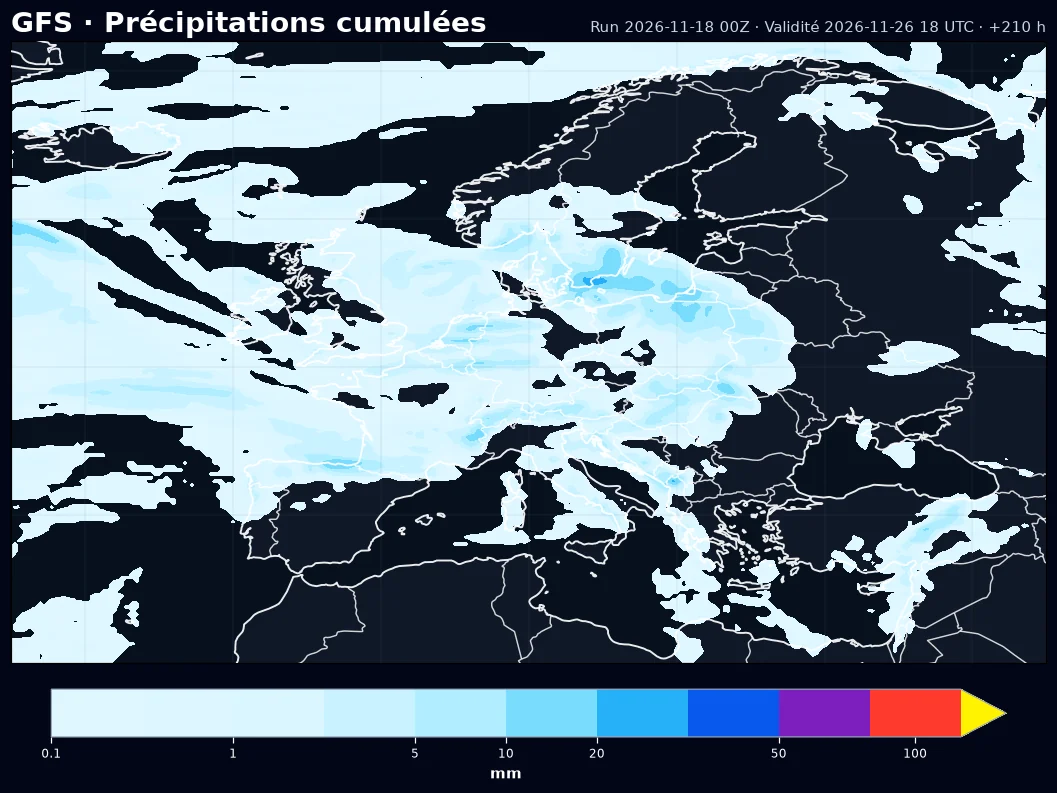 GFS · Précipitations cumulées
Run 2026-11-18 00Z · Validité 2026-11-26 18 UTC · +210 h
0.1 1 5 10 20 50 100
mm